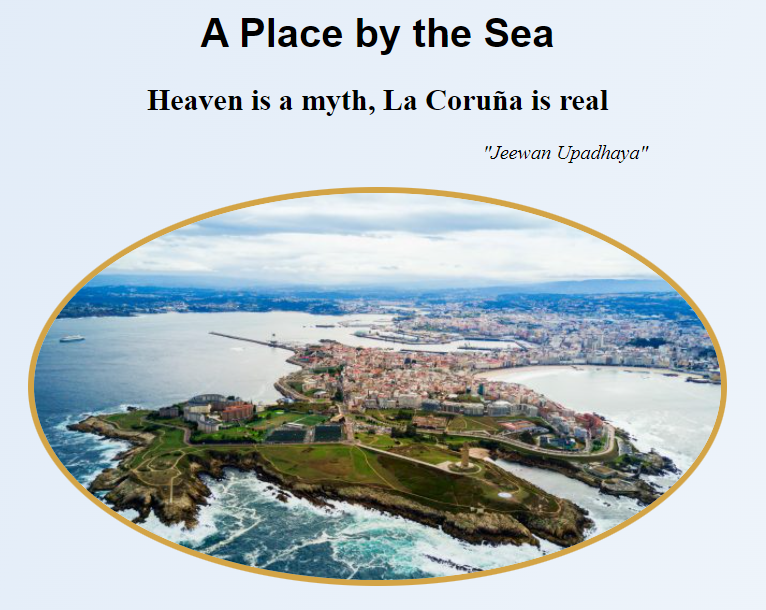 A Place by the Sea
Heaven is a myth, La Coruña is real
"Jeewan Upadhaya"